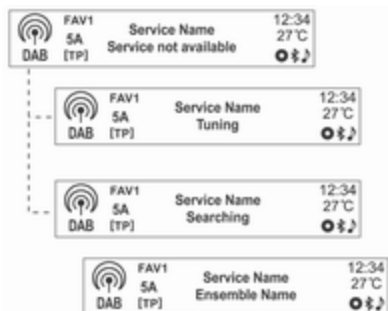 FAV1
Service Name
12:34
5A
Service not available
27°C
DAB
[TP]
FAV1
Service Name
12:34
5A
Tuning
27°C
DAB
[TP]
FAV1
Service Name
12:34
5A
Searching
27°C
DAB
[TP]
FAV1
Service Name
12:34
5A
Ensemble Name
27°C
DAB
[TP]